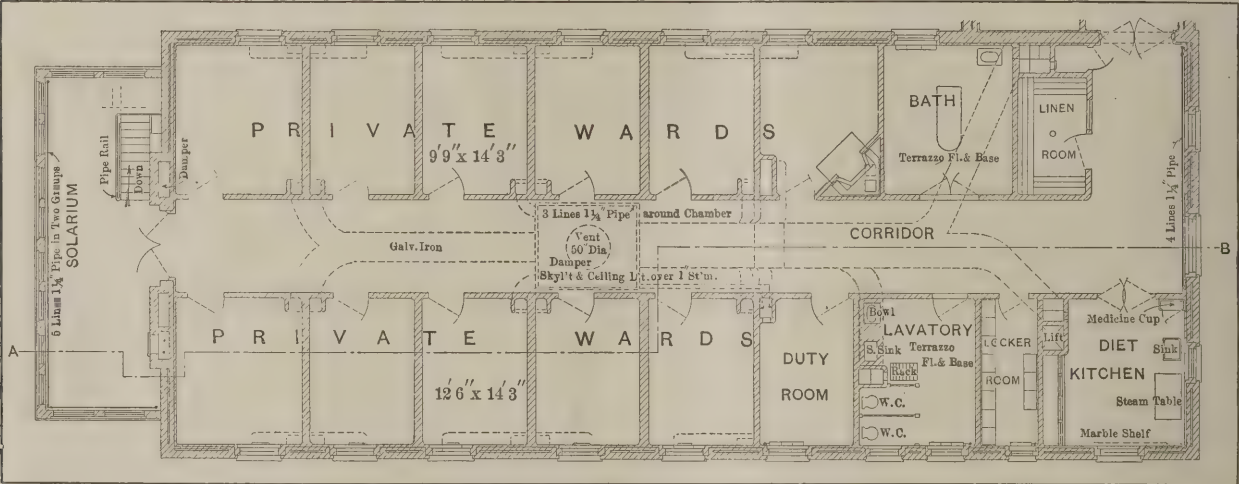 PRIVATE WARDS
9'9" x 14'3"
BATH
Terrazzo Fl. & Base
LINEN
ROOM
Pipe Rail
Down
Damper
5 Lines 1¼" Pipe in Two Groups
SOLARIUM
Galv. Iron
3 Lines 1¼" Pipe around Chamber
Vent
50" Dia.
Damper
Skyl't & Ceiling Lt. over 1" St'm.
CORRIDOR
4 Lines 1¼" Pipe
B
A
PRIVATE WARDS
12'6" x 14'3"
DUTY
ROOM
Bowl
LAVATORY
S. Sink
Terrazzo
Fl. & Base
Rack
W.C.
W.C.
LOCKER
ROOM
Lift
Medicine Cup
DIET
KITCHEN
Sink
Steam Table
Marble Shelf